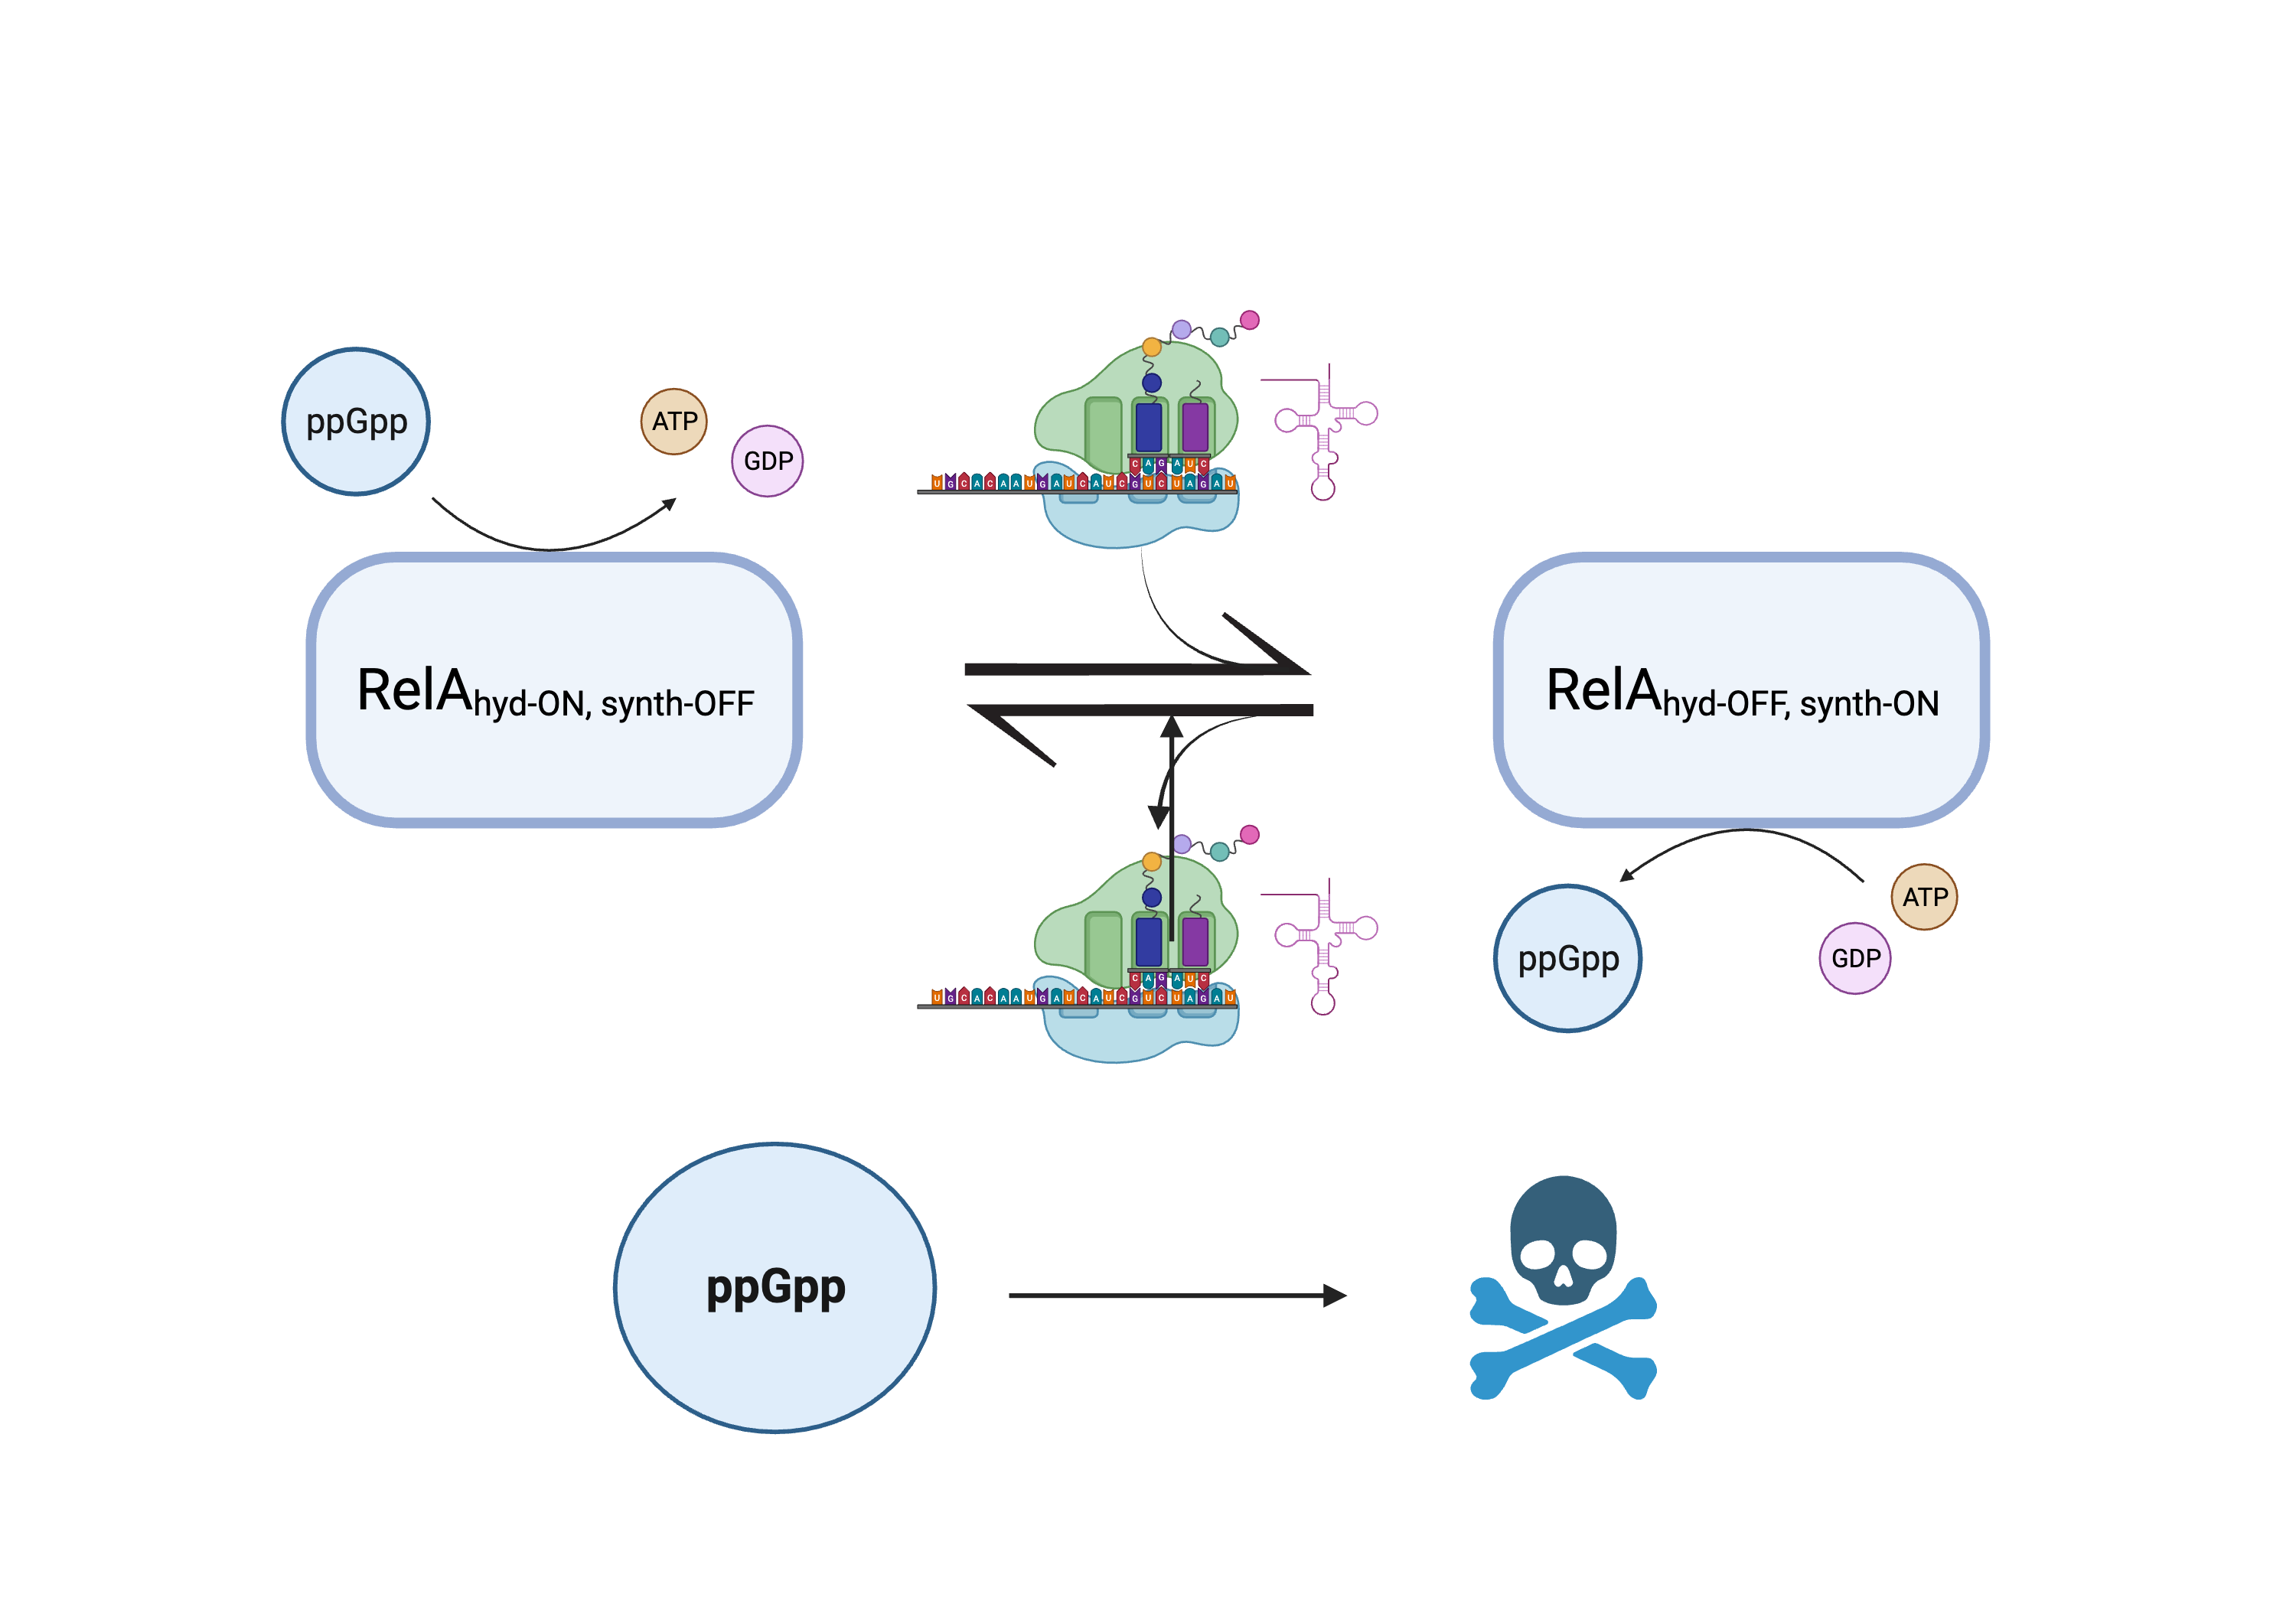 ppGpp
ATP
GDP
C A G A U C
U G C A C A A U G A U C A U C G U C U A G A U
RelAhyd-ON, synth-OFF
RelAhyd-OFF, synth-ON
C A G A U C
U G C A C A A U G A U C A U C G U C U A G A U
ATP
GDP
ppGpp
ppGpp